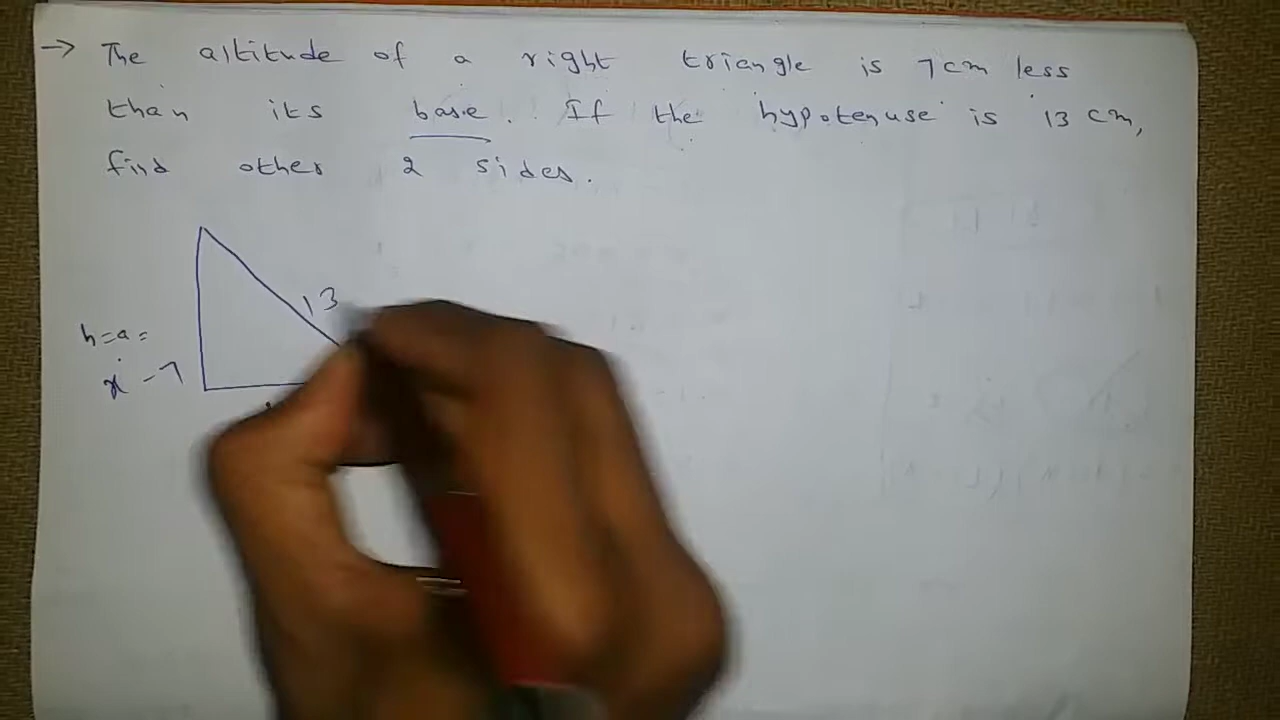 → The altitude of a right triangle is 7cm less
than its base. If the hypotenuse is 13 cm,
find other 2 sides.
13
h=a=
x-7